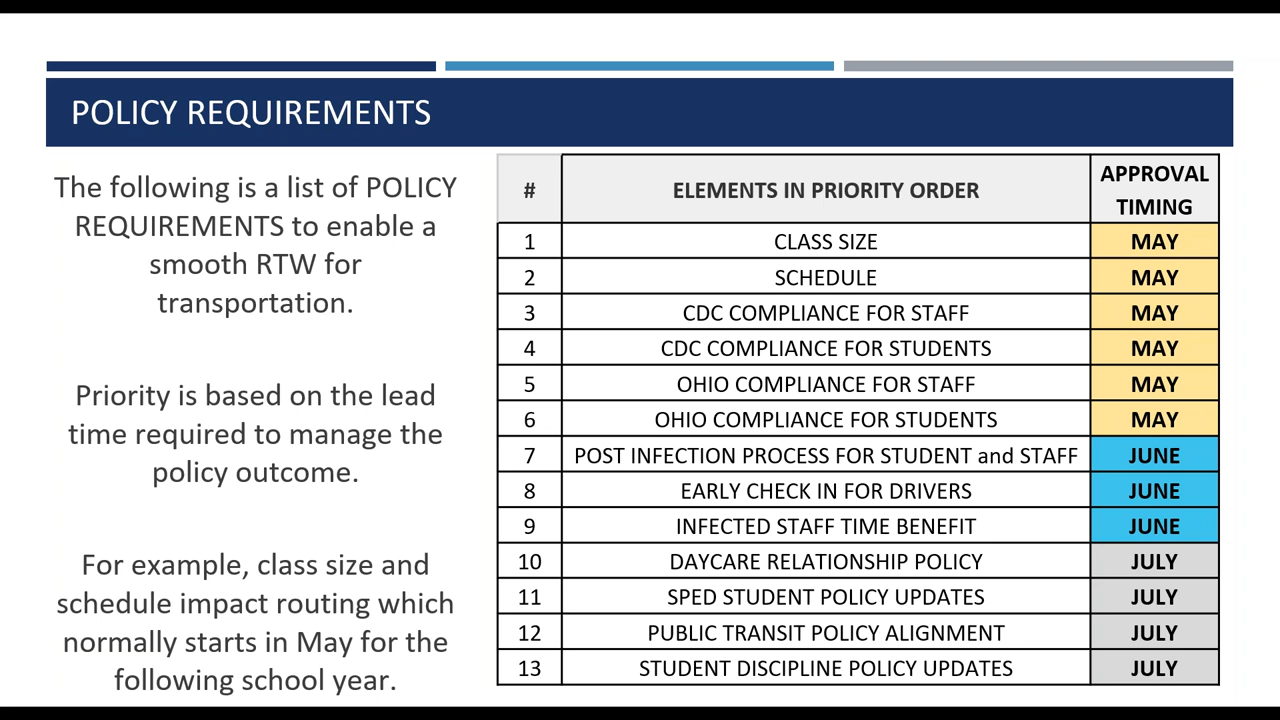 POLICY REQUIREMENTS
The following is a list of POLICY
REQUIREMENTS to enable a
smooth RTW for
transportation.
Priority is based on the lead
time required to manage the
policy outcome.
For example, class size and
schedule impact routing which
normally starts in May for the
following school year.
# ELEMENTS IN PRIORITY ORDER APPROVAL TIMING
1 CLASS SIZE MAY
2 SCHEDULE MAY
3 CDC COMPLIANCE FOR STAFF MAY
4 CDC COMPLIANCE FOR STUDENTS MAY
5 OHIO COMPLIANCE FOR STAFF MAY
6 OHIO COMPLIANCE FOR STUDENTS MAY
7 POST INFECTION PROCESS FOR STUDENT and STAFF JUNE
8 EARLY CHECK IN FOR DRIVERS JUNE
9 INFECTED STAFF TIME BENEFIT JUNE
10 DAYCARE RELATIONSHIP POLICY JULY
11 SPED STUDENT POLICY UPDATES JULY
12 PUBLIC TRANSIT POLICY ALIGNMENT JULY
13 STUDENT DISCIPLINE POLICY UPDATES JULY